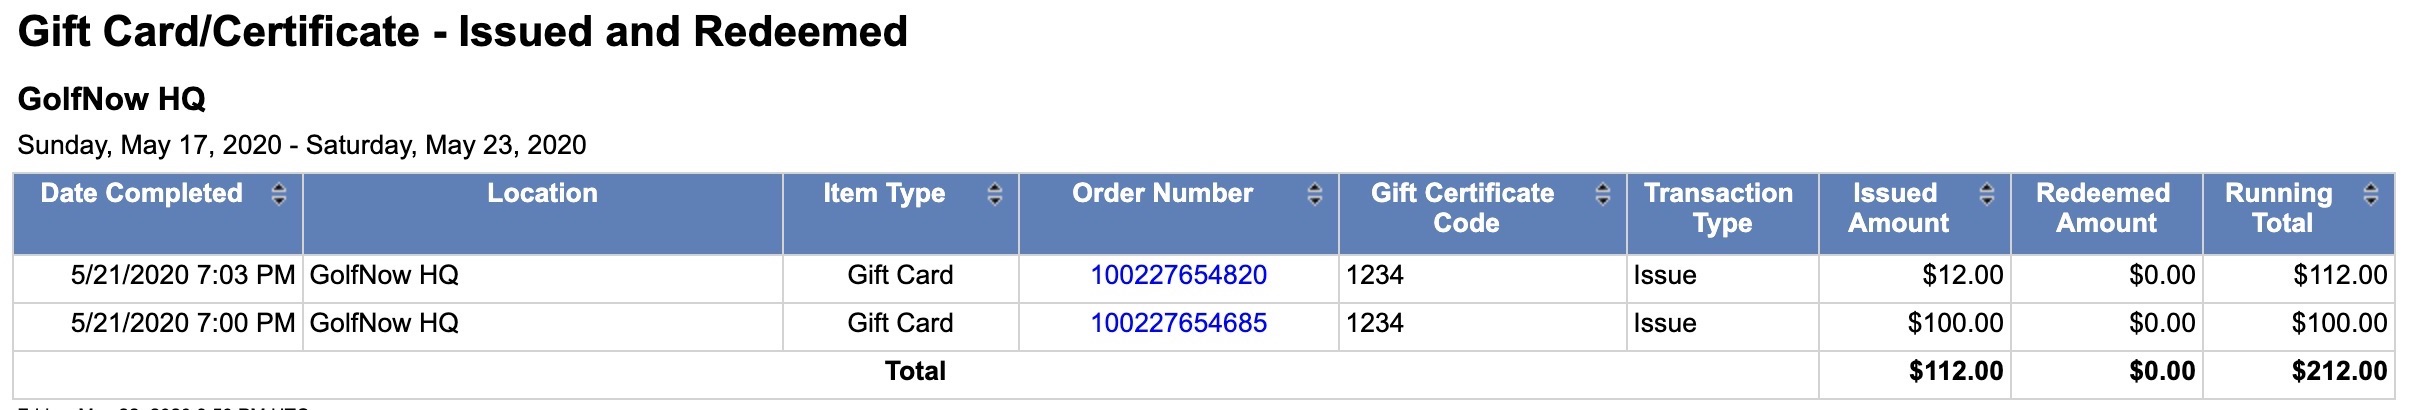 Gift Card/Certificate - Issued and Redeemed
GolfNow HQ
Sunday, May 17, 2020 - Saturday, May 23, 2020
Date Completed Location Item Type Order Number Gift Certificate Code Transaction Type Issued Amount Redeemed Amount Running Total
5/21/2020 7:03 PM GolfNow HQ Gift Card 100227654820 1234 Issue $12.00 $0.00 $112.00
5/21/2020 7:00 PM GolfNow HQ Gift Card 100227654685 1234 Issue $100.00 $0.00 $100.00
Total $112.00 $0.00 $212.00